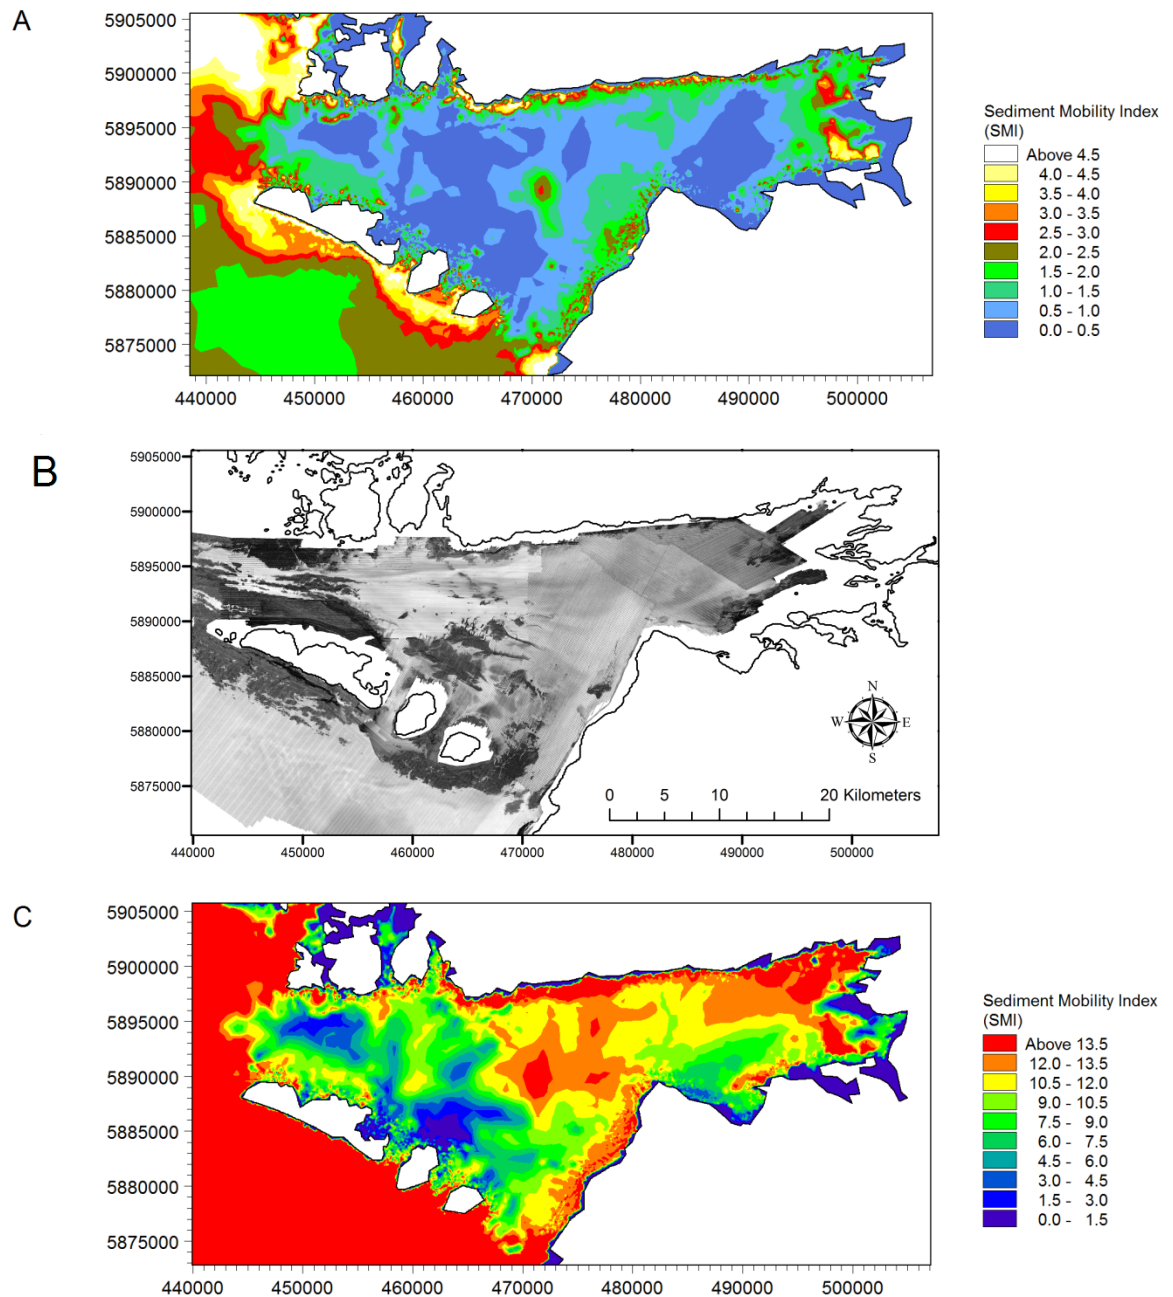 A
5905000
5900000
5895000
5890000
5885000
5880000
5875000
440000 450000 460000 470000 480000 490000 500000
Sediment Mobility Index
(SMI)
Above 4.5
4.0 - 4.5
3.5 - 4.0
3.0 - 3.5
2.5 - 3.0
2.0 - 2.5
1.5 - 2.0
1.0 - 1.5
0.5 - 1.0
0.0 - 0.5
B
5905000
5900000
5895000
5890000
5885000
5880000
5875000
N
W E
S
0 5 10 20 Kilometers
440000 450000 460000 470000 480000 490000 500000
C
5905000
5900000
5895000
5890000
5885000
5880000
5875000
440000 450000 460000 470000 480000 490000 500000
Sediment Mobility Index
(SMI)
Above 13.5
12.0 - 13.5
10.5 - 12.0
9.0 - 10.5
7.5 - 9.0
6.0 - 7.5
4.5 - 6.0
3.0 - 4.5
1.5 - 3.0
0.0 - 1.5